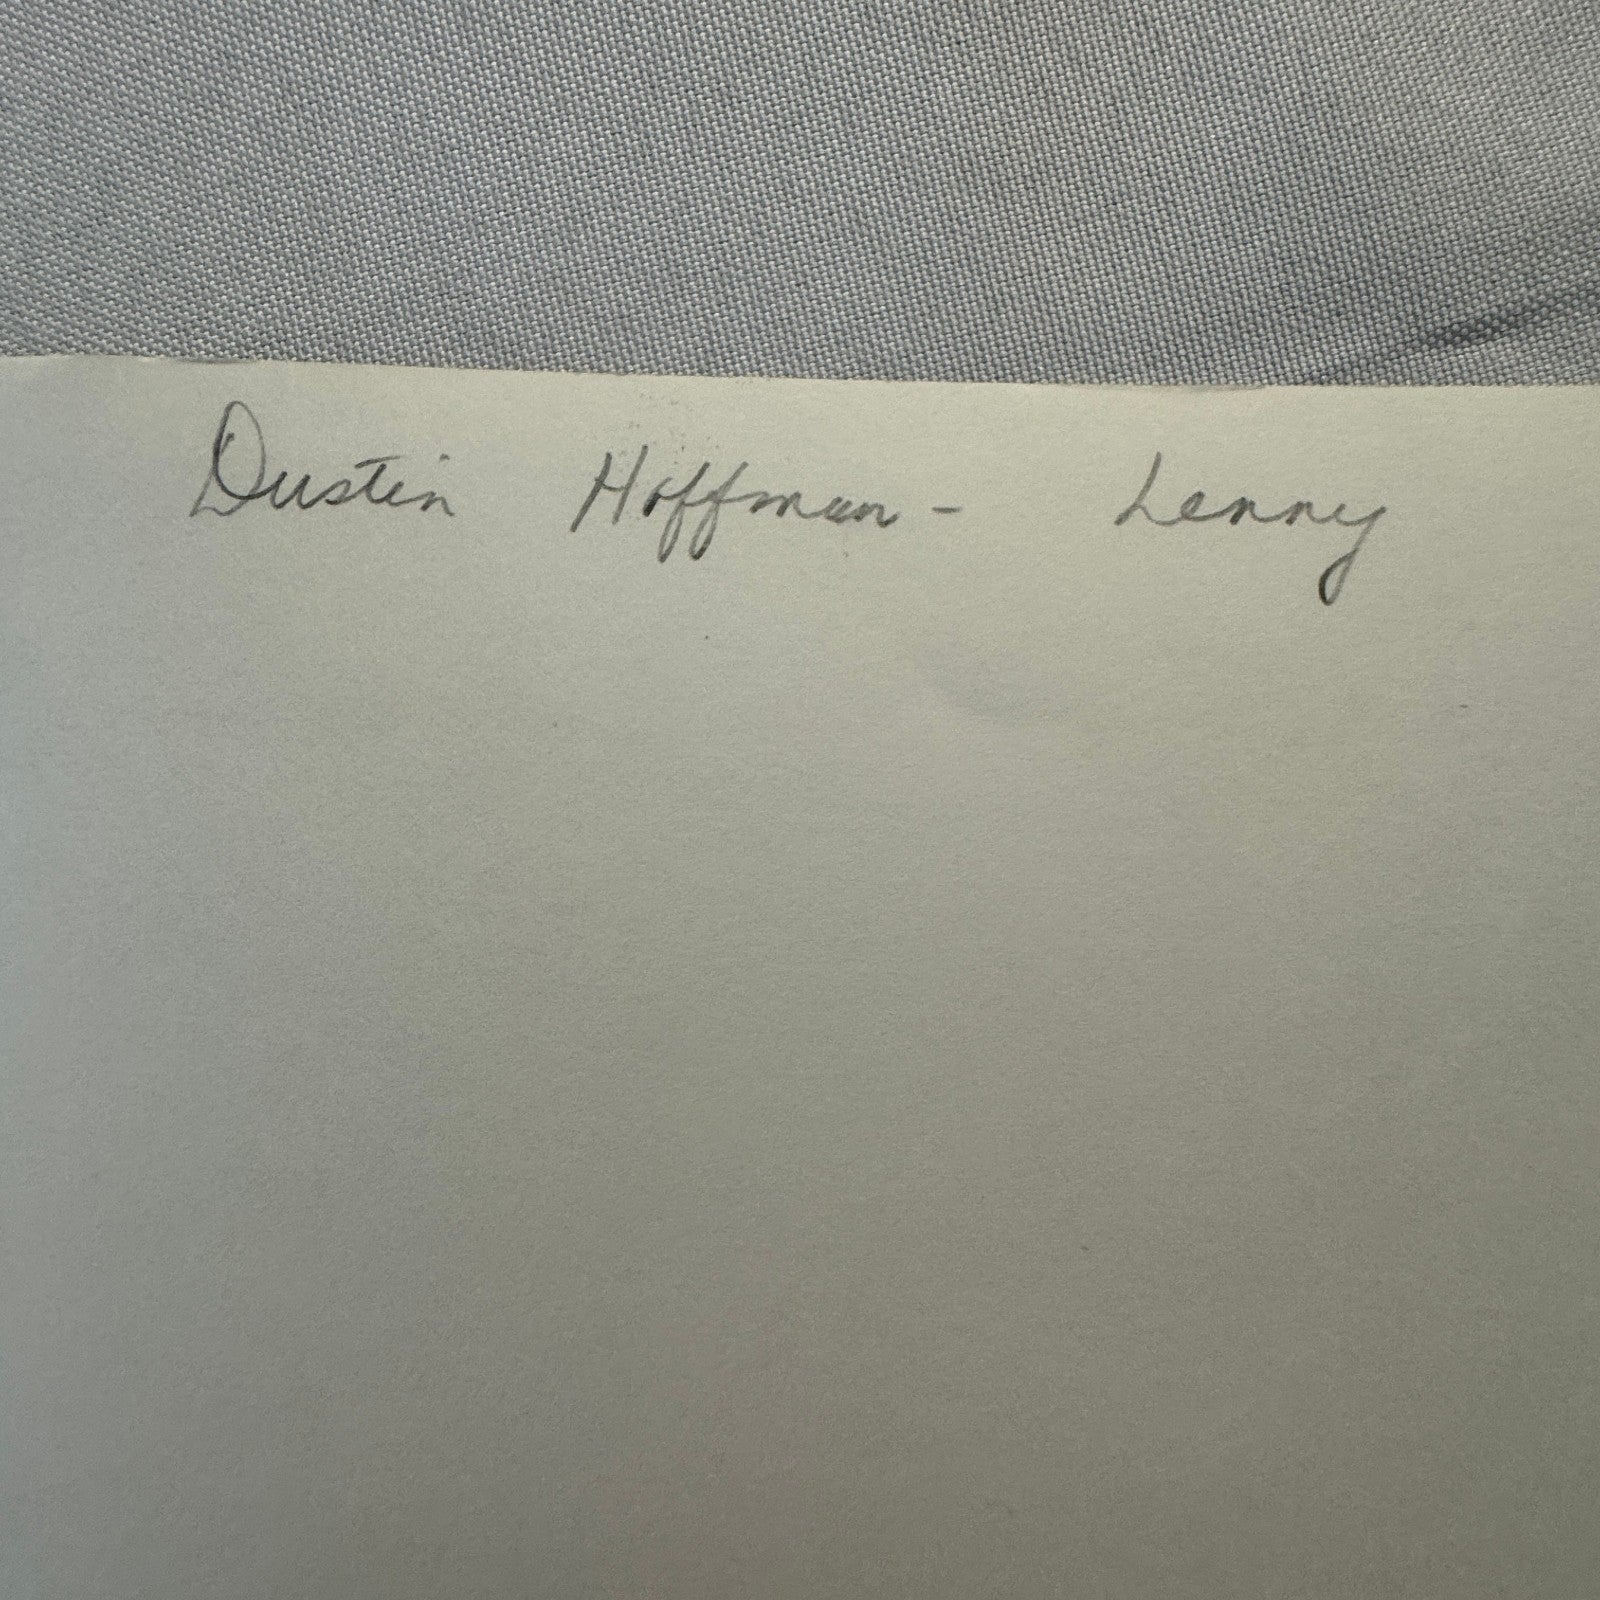 Dustin Hoffman - Lenny